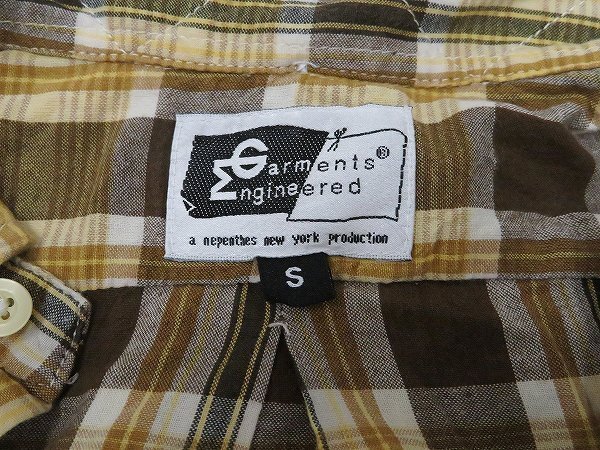 Garments®
Engineered
a nepenthes new york production
S